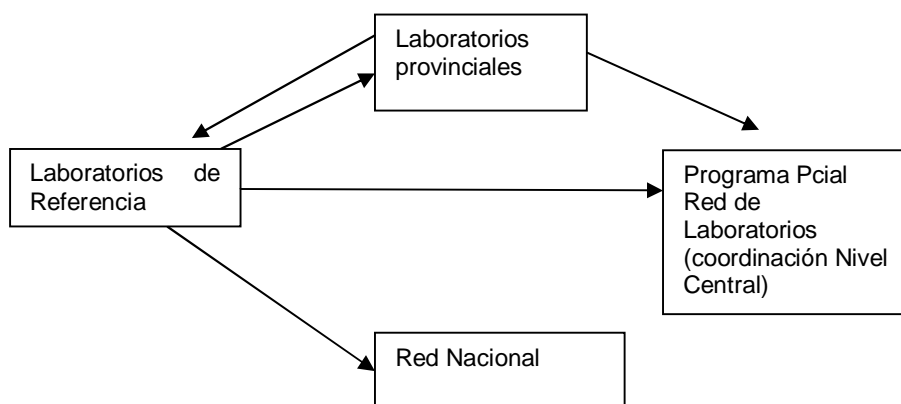 Laboratorios
provinciales
Laboratorios de
Referencia
Programa Pcial
Red de
Laboratorios
(coordinación Nivel
Central)
Red Nacional